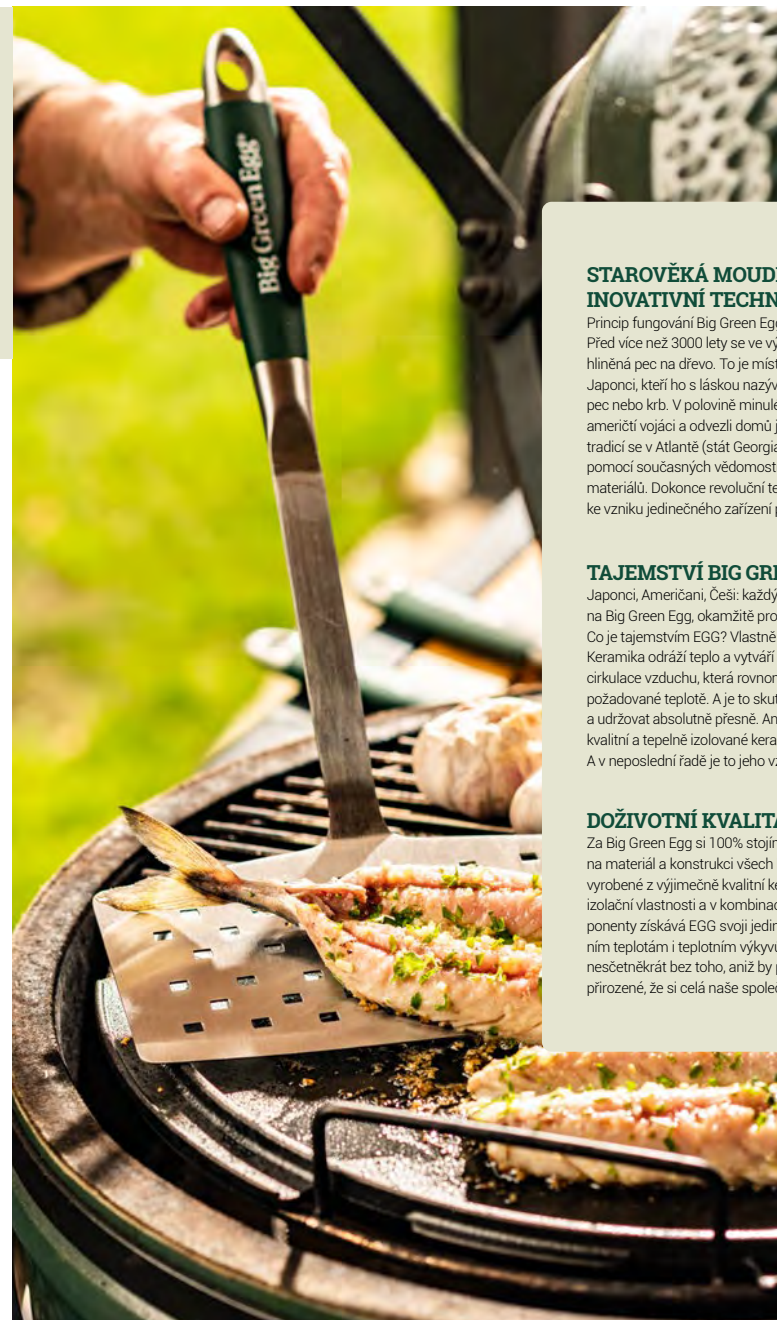 Big Green Egg®
STAROVĚKÁ MOUD
INOVATIVNÍ TECHN
Princip fungování Big Green Eg
Před více než 3000 lety se ve vý
hliněná pec na dřevo. To je míst
Japonci, kteří ho s láskou nazýv
pec nebo krb. V polovině minule
američtí vojáci a odvezli domů j
tradicí se v Atlantě (stát Georgia
pomocí současných vědomost
materiálů. Dokonce revoluční te
ke vzniku jedinečného zařízení p
TAJEMSTVÍ BIG GRE
Japonci, Američani, Češi: každý
na Big Green Egg, okamžitě pro
Co je tajemstvím EGG? Vlastně
Keramika odráží teplo a vytváří
cirkulace vzduchu, která rovnom
požadované teplotě. A je to skut
a udržovat absolutně přesně. An
kvalitní a tepelně izolované kera
A v neposlední řadě je to jeho vz
DOŽIVOTNÍ KVALITA
Za Big Green Egg si 100% stojím
na materiál a konstrukci všech
vyrobené z výjimečně kvalitní ke
izolační vlastnosti a v kombinac
ponenty získává EGG svoji jedin
ním teplotám i teplotním výkyvu
nesčetněkrát bez toho, aniž by p
přirozené, že si celá naše společ